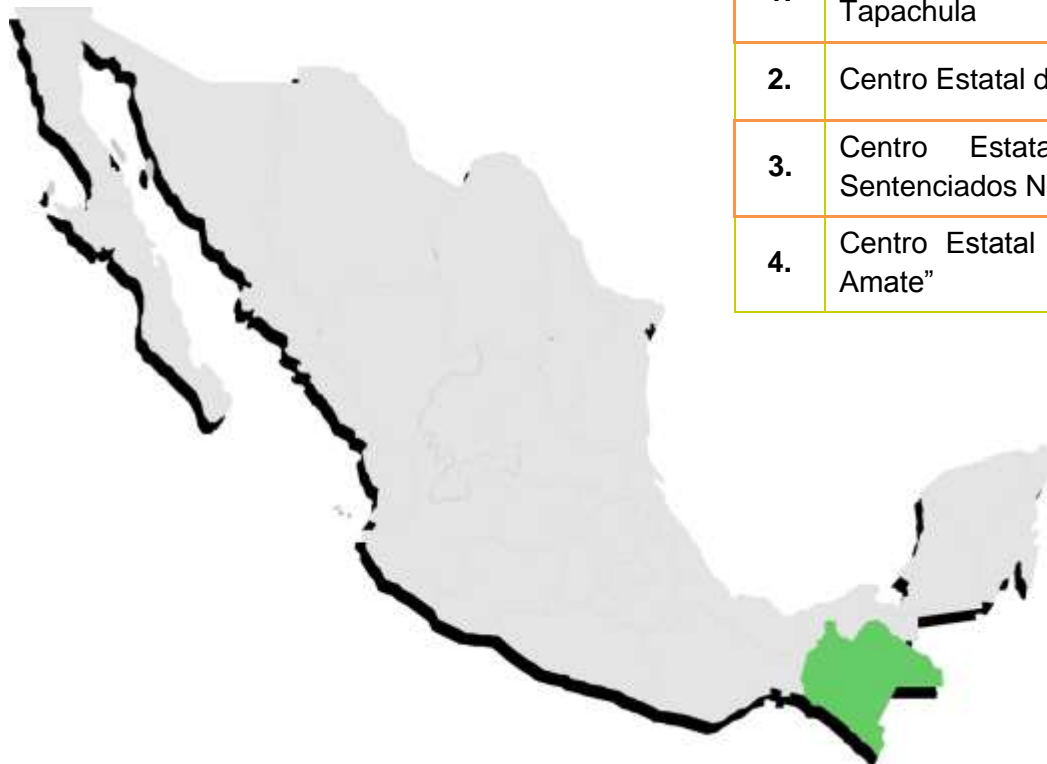 Tapachula
2. Centro Estatal d
3. Centro Estata
Sentenciados N
4. Centro Estatal
Amate”